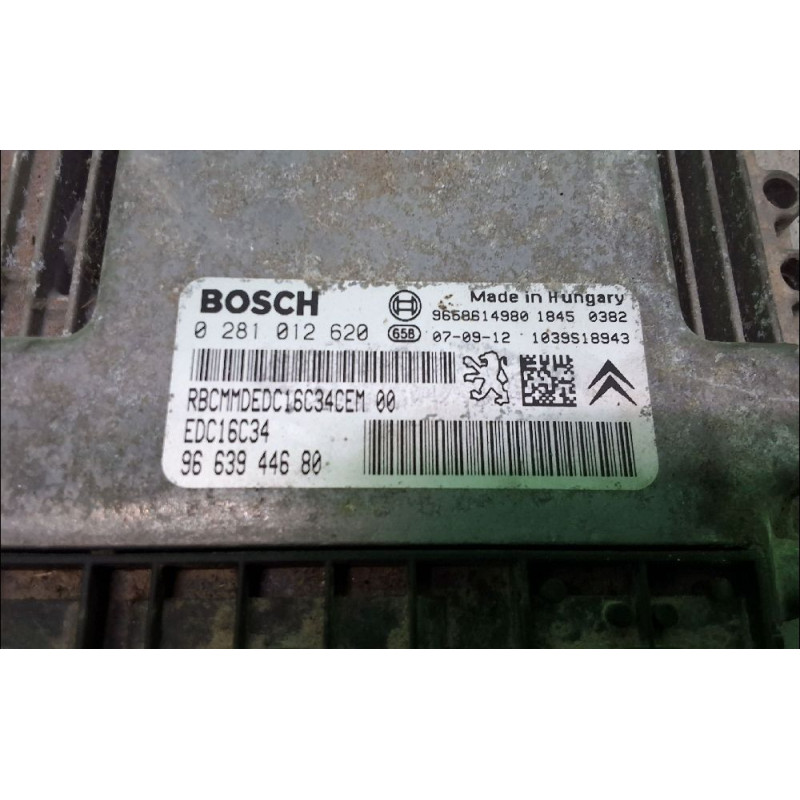 BOSCH
Made in Hungary
9658614980 1845 0382
0 281 012 620
658
07-09-12 1039S18943
RBCMMDEDC16C34CEM 00
EDC16C34
96 639 446 80